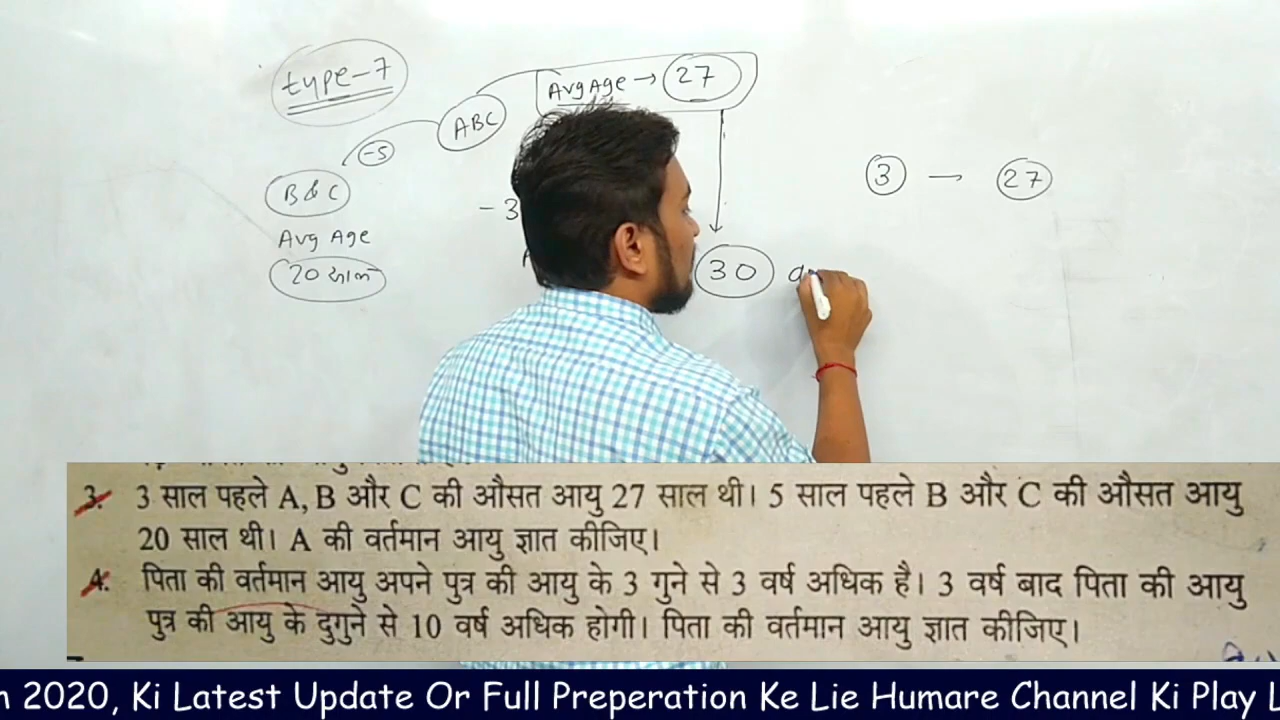 type-7
Avg Age → 27
ABC
-5
B & C
Avg Age
20 साल
-3
30
3 — 27
3. 3 साल पहले A, B और C की औसत आयु 27 साल थी। 5 साल पहले B और C की औसत आयु
20 साल थी। A की वर्तमान आयु ज्ञात कीजिए।
4. पिता की वर्तमान आयु अपने पुत्र की आयु के 3 गुने से 3 वर्ष अधिक है। 3 वर्ष बाद पिता की आयु
पुत्र की आयु के दुगुने से 10 वर्ष अधिक होगी। पिता की वर्तमान आयु ज्ञात कीजिए।
2020, Ki Latest Update Or Full Preperation Ke Lie Humare Channel Ki Play